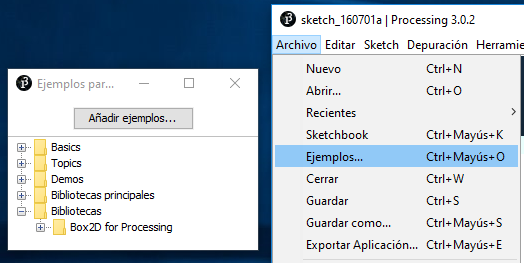 Ejemplos par...
Añadir ejemplos...
Basics
Topics
Demos
Bibliotecas principales
Bibliotecas
Box2D for Processing
sketch_160701a | Processing 3.0.2
Archivo Editar Sketch Depuración Herramie
Nuevo Ctrl+N
Abrir... Ctrl+O
Recientes
Sketchbook Ctrl+Mayús+K
Ejemplos... Ctrl+Mayús+O
Cerrar Ctrl+W
Guardar Ctrl+S
Guardar como... Ctrl+Mayús+S
Exportar Aplicación... Ctrl+Mayús+E